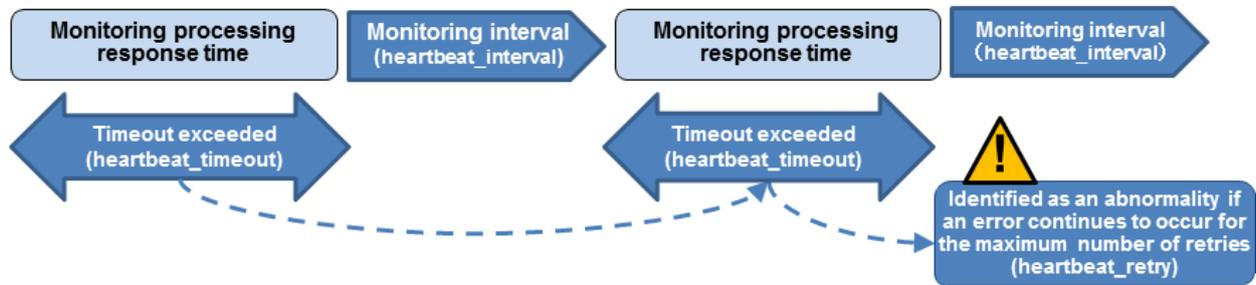 Monitoring processing
response time
Monitoring interval
(heartbeat_interval)
Monitoring processing
response time
Monitoring interval
(heartbeat_interval)
Timeout exceeded
(heartbeat_timeout)
Timeout exceeded
(heartbeat_timeout)
!
Identified as an abnormality if
an error continues to occur for
the maximum number of retries
(heartbeat_retry)